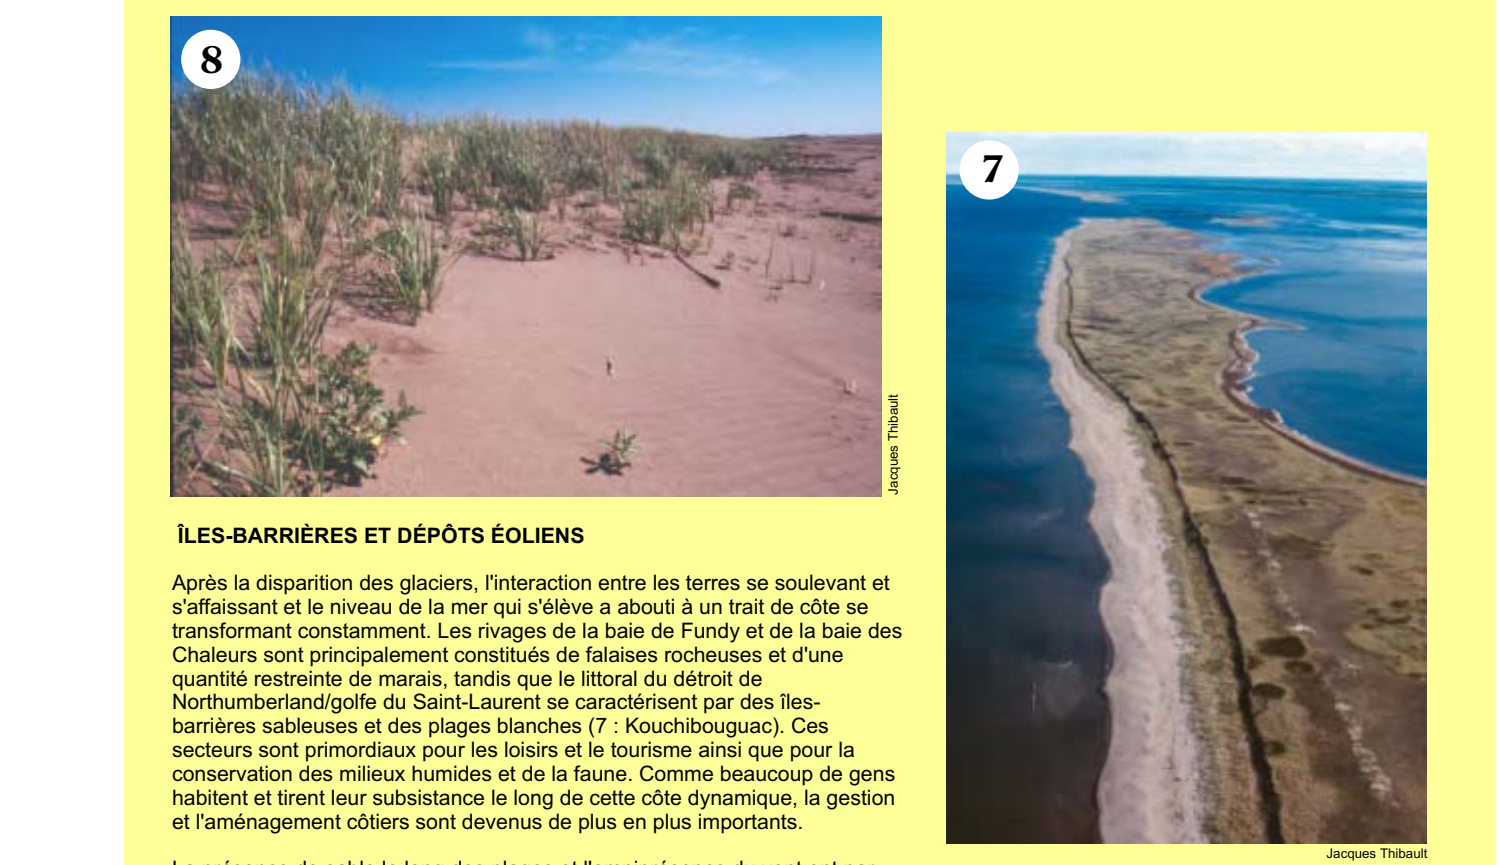 8
7
Jacques Thibault
ÎLES-BARRIÈRES ET DÉPÔTS ÉOLIENS
Après la disparition des glaciers, l'interaction entre les terres se soulevant et
s'affaissant et le niveau de la mer qui s'élève a abouti à un trait de côte se
transformant constamment. Les rivages de la baie de Fundy et de la baie des
Chaleurs sont principalement constitués de falaises rocheuses et d'une
quantité restreinte de marais, tandis que le littoral du détroit de
Northumberland/golfe du Saint-Laurent se caractérisent par des îles-
barrières sableuses et des plages blanches (7 : Kouchibouguac). Ces
secteurs sont primordiaux pour les loisirs et le tourisme ainsi que pour la
conservation des milieux humides et de la faune. Comme beaucoup de gens
habitent et tirent leur subsistance le long de cette côte dynamique, la gestion
et l'aménagement côtiers sont devenus de plus en plus importants.
Jacques Thibault